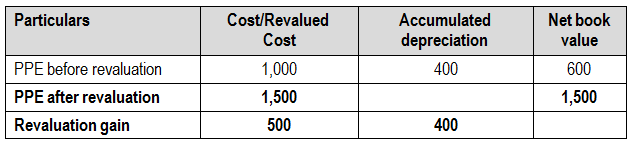 Particulars Cost/Revalued Cost Accumulated depreciation Net book value
PPE before revaluation 1,000 400 600
PPE after revaluation 1,500 1,500
Revaluation gain 500 400